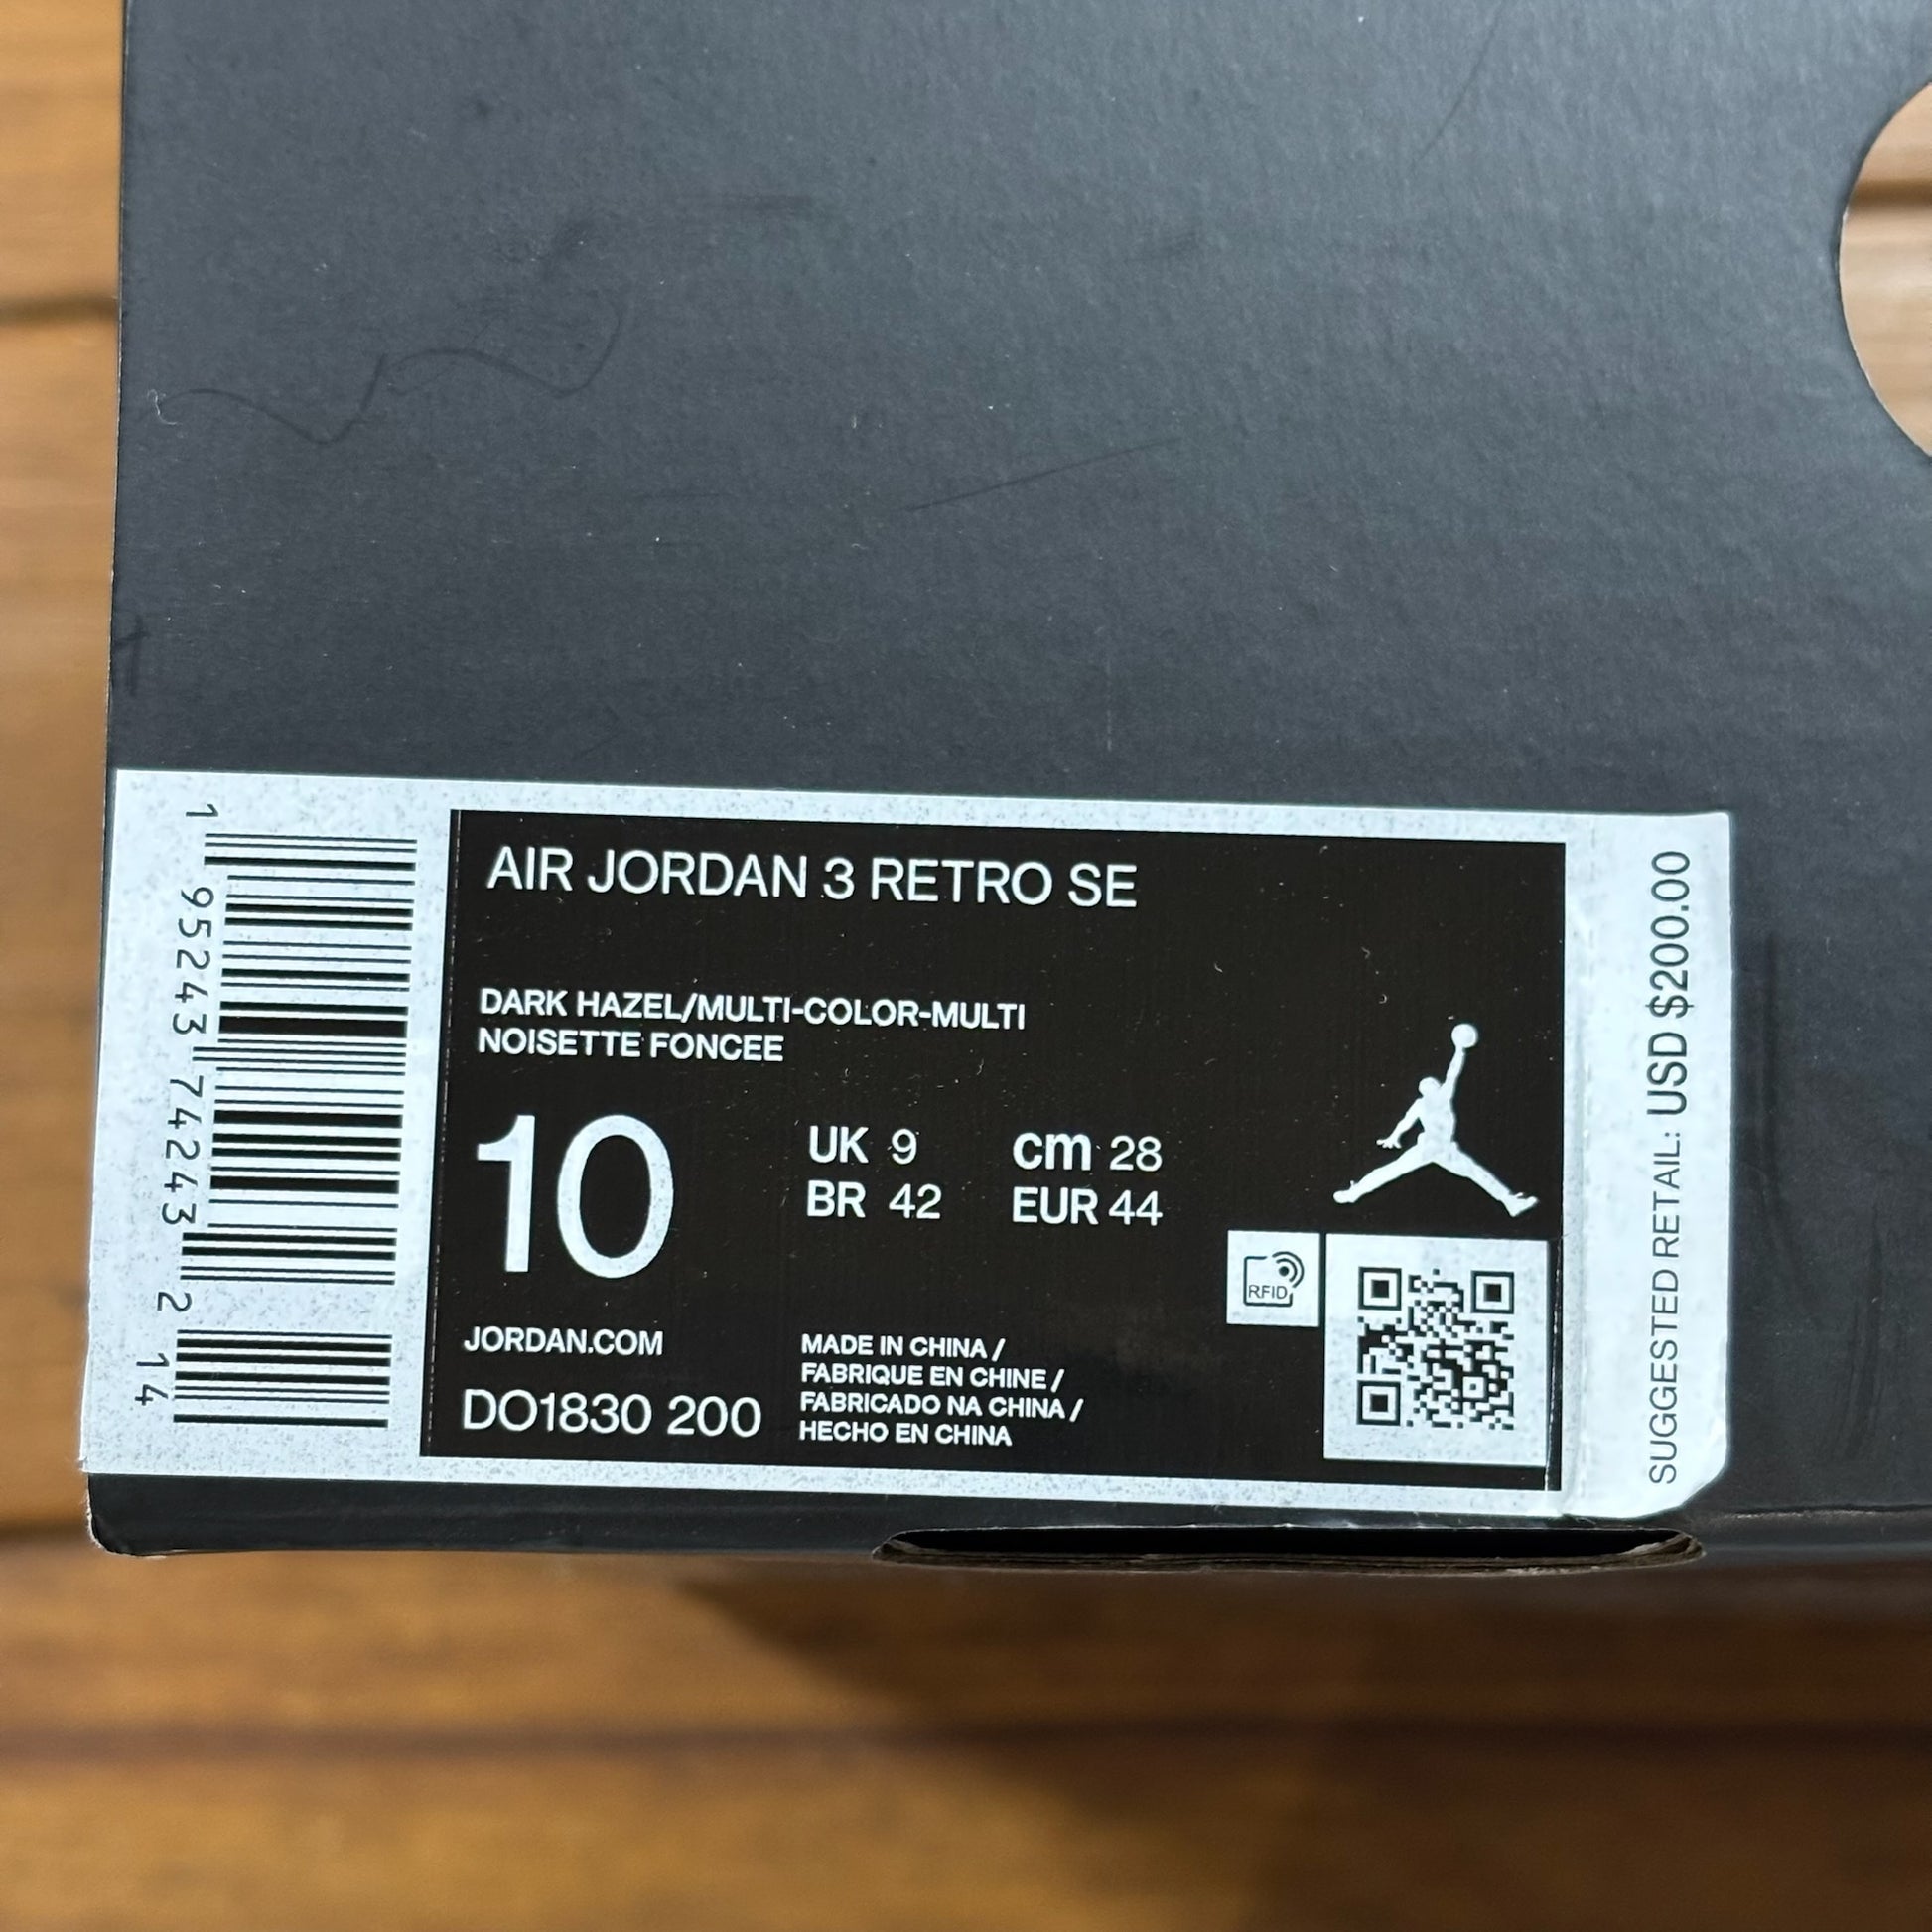 1 95243 74243 2 14
AIR JORDAN 3 RETRO SE
DARK HAZEL/MULTI-COLOR-MULTI
NOISETTE FONCEE
10
UK 9
cm 28
BR 42
EUR 44
RFID
JORDAN.COM
DO1830 200
MADE IN CHINA /
FABRIQUE EN CHINE /
FABRICADO NA CHINA /
HECHO EN CHINA
SUGGESTED RETAIL: USD $200.00